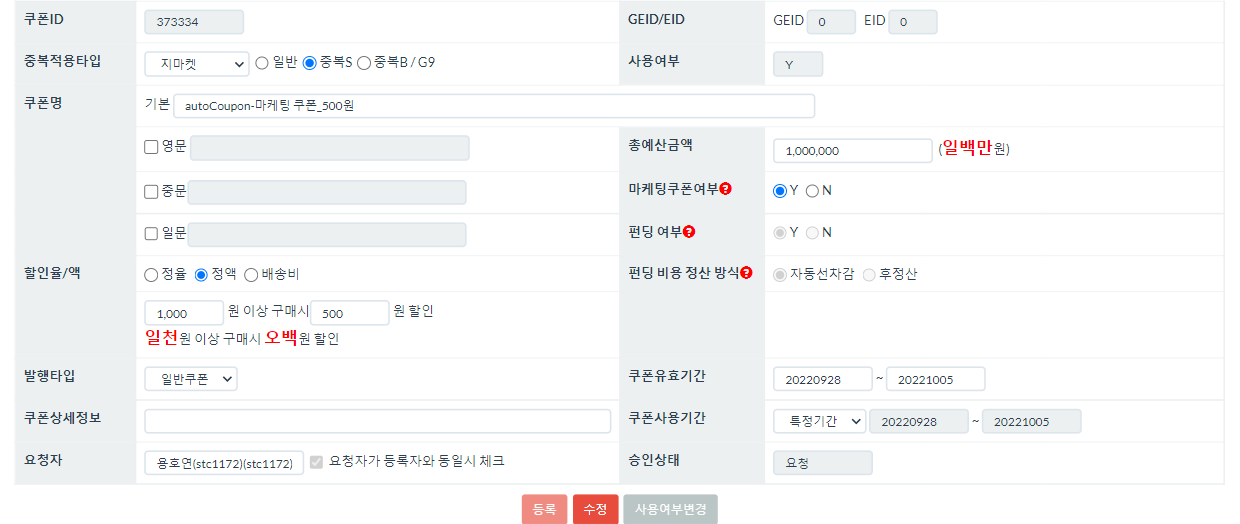 쿠폰ID 373334 GEID/EID GEID 0 EID 0
중복적용타입 지마켓 일반 중복S 중복B / G9 사용여부 Y
쿠폰명 기본 autoCoupon-마케팅 쿠폰_500원
영문 총예산금액 1,000,000 (일백만원)
중문 마케팅쿠폰여부 Y N
일문 펀딩 여부 Y N
할인율/액 정율 정액 배송비 펀딩 비용 정산 방식 자동선차감 후정산
1,000 원 이상 구매시 500 원 할인
일천원 이상 구매시 오백원 할인
발행타입 일반쿠폰 쿠폰유효기간 20220928 ~ 20221005
쿠폰상세정보 쿠폰사용기간 특정기간 20220928 ~ 20221005
요청자 용호연(stc1172)(stc1172) 요청자가 등록자와 동일시 체크 승인상태 요청
등록 수정 사용여부변경